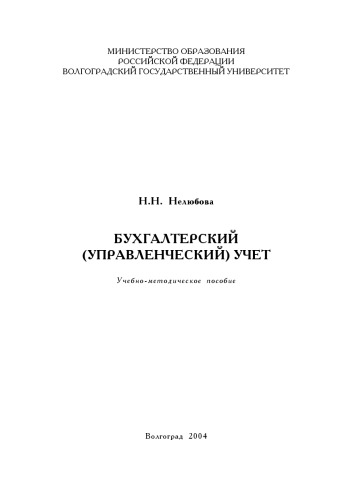 МИНИСТЕРСТВО ОБРАЗОВАНИЯ
РОССИЙСКОЙ ФЕДЕРАЦИИ
ВОЛГОГРАДСКИЙ ГОСУДАРСТВЕННЫЙ УНИВЕРСИТЕТ
Н.Н. Нелюбова
БУХГАЛТЕРСКИЙ
(УПРАВЛЕНЧЕСКИЙ) УЧЕТ
Учебно-методическое пособие
Волгоград 2004